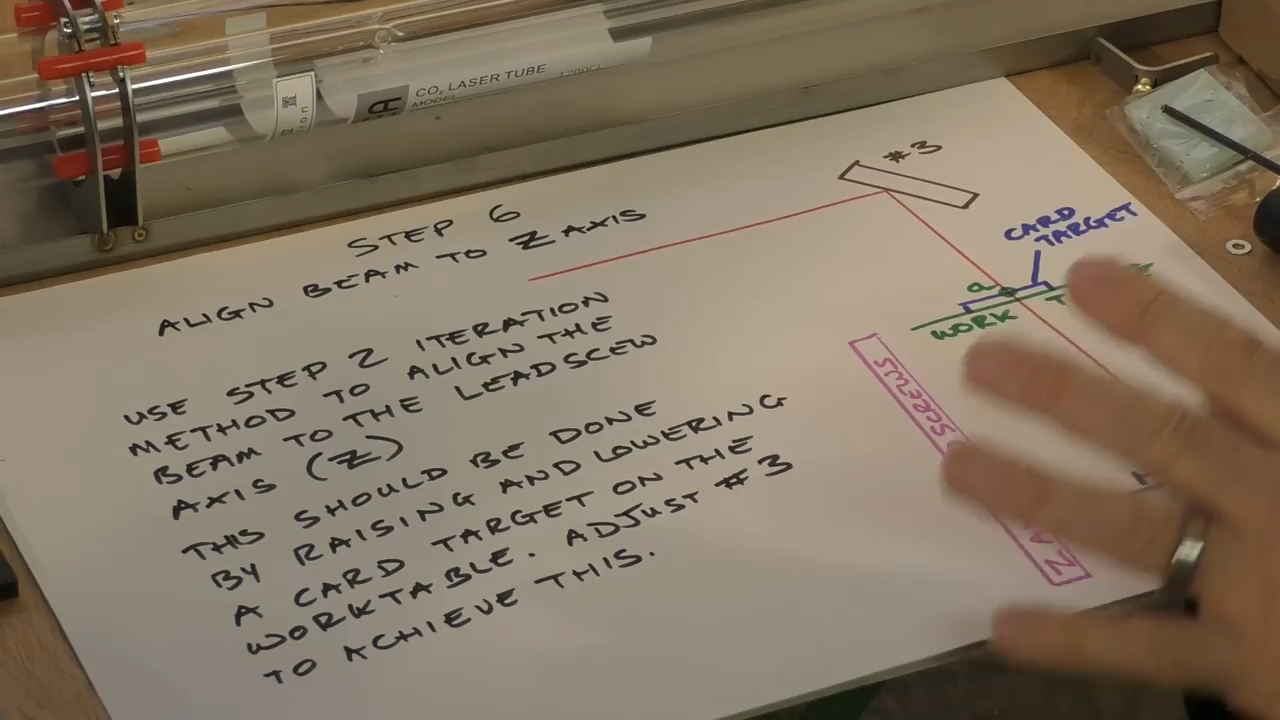 CO₂ LASER TUBE
MODEL
STEP 6
ALIGN BEAM TO Z AXIS
USE STEP 2 ITERATION
METHOD TO ALIGN THE
BEAM TO THE LEADSCEW
AXIS (Z)
THIS SHOULD BE DONE
BY RAISING AND LOWERING
A CARD TARGET ON THE
WORKTABLE. ADJUST #3
TO ACHIEVE THIS.
#3
CARD
TARGET
a
WORK
SCREWS
Z